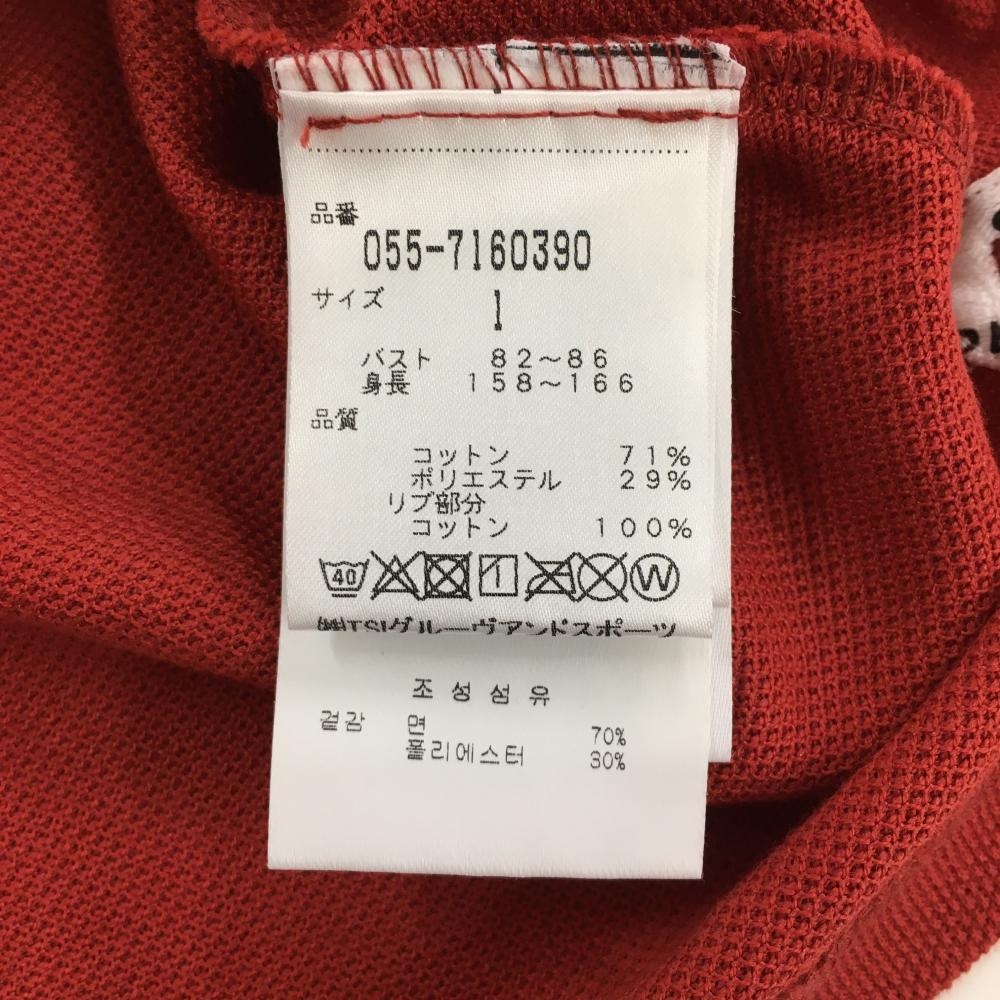 品番
055-7160390
サイズ 1
バスト 82〜86
身長 158〜166
品質
コットン 71%
ポリエステル 29%
リブ部分
コットン 100%
40 W
㈱TSIグルーヴアンドスポーツ
조성섬유
겉감 면 70%
폴리에스터 30%